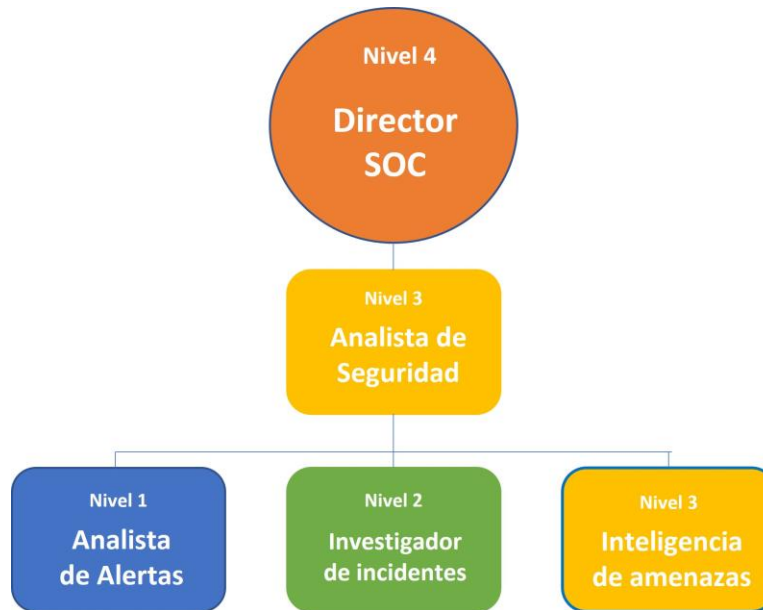 Nivel 4
Director
SOC
Nivel 3
Analista de
Seguridad
Nivel 1
Analista
de Alertas
Nivel 2
Investigador
de incidentes
Nivel 3
Inteligencia
de amenazas